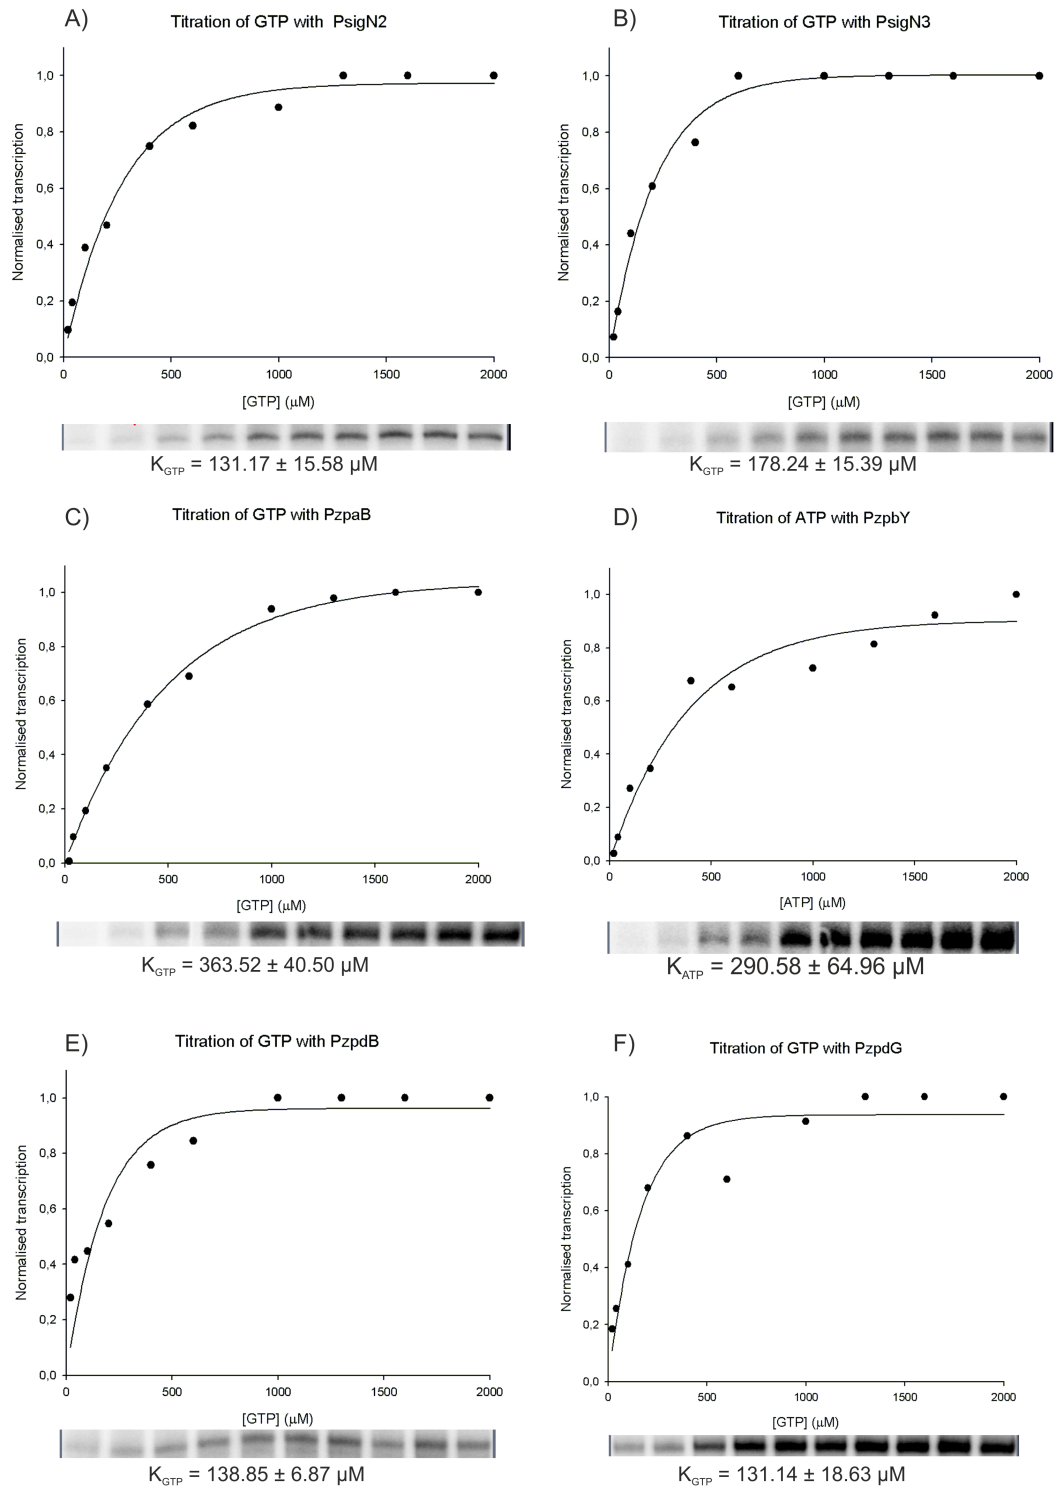 A)
Titration of GTP with PsigN2
Normalised transcription
1,0
0,8
0,6
0,4
0,2
0,0
0 500 1000 1500 2000
[GTP] (µM)
KGTP = 131.17 ± 15.58 µM
B)
Titration of GTP with PsigN3
Normalised transcription
1,0
0,8
0,6
0,4
0,2
0,0
0 500 1000 1500 2000
[GTP] (µM)
KGTP = 178.24 ± 15.39 µM
C)
Titration of GTP with PzpaB
Normalised transcription
1,0
0,8
0,6
0,4
0,2
0,0
0 500 1000 1500 2000
[GTP] (µM)
KGTP = 363.52 ± 40.50 µM
D)
Titration of ATP with PzpbY
Normalised transcription
1,0
0,8
0,6
0,4
0,2
0,0
0 500 1000 1500 2000
[ATP] (µM)
KATP = 290.58 ± 64.96 µM
E)
Titration of GTP with PzpdB
Normalised transcription
1,0
0,8
0,6
0,4
0,2
0,0
0 500 1000 1500 2000
[GTP] (µM)
KGTP = 138.85 ± 6.87 µM
F)
Titration of GTP with PzpdG
Normalised transcription
1,0
0,8
0,6
0,4
0,2
0,0
0 500 1000 1500 2000
[GTP] (µM)
KGTP = 131.14 ± 18.63 µM